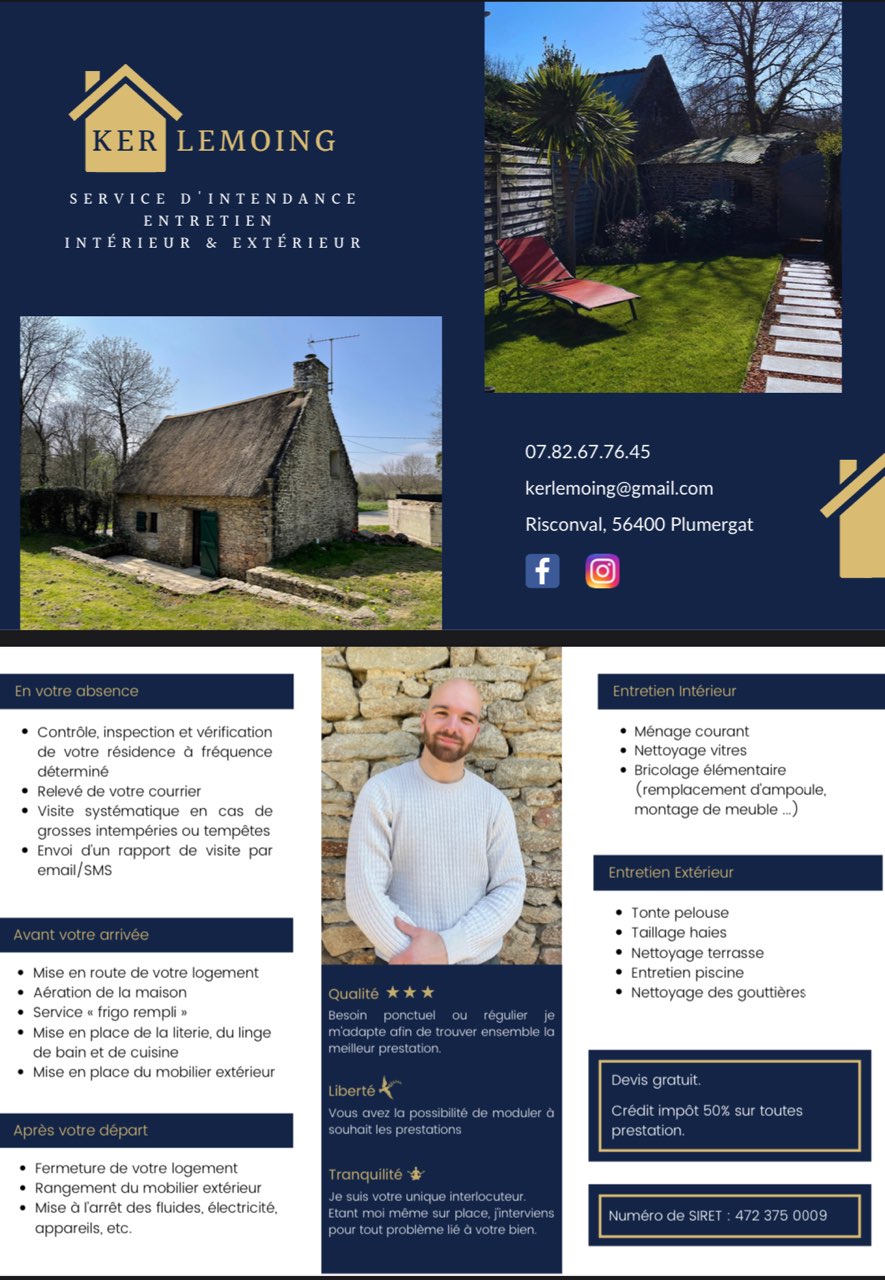 KER LEMOING
SERVICE D'INTENDANCE
ENTRETIEN
INTÉRIEUR & EXTÉRIEUR
07.82.67.76.45
kerlemoing@gmail.com
Risconval, 56400 Plumergat
En votre absence
• Contrôle, inspection et vérification
de votre résidence à fréquence
déterminé
• Relevé de votre courrier
• Visite systématique en cas de
grosses intempéries ou tempêtes
• Envoi d'un rapport de visite par
email/SMS
Avant votre arrivée
• Mise en route de votre logement
• Aération de la maison
• Service « frigo rempli »
• Mise en place de la literie, du linge
de bain et de cuisine
• Mise en place du mobilier extérieur
Après votre départ
• Fermeture de votre logement
• Rangement du mobilier extérieur
• Mise à l'arrêt des fluides, électricité,
appareils, etc.
Qualité ★ ★ ★
Besoin ponctuel ou régulier je
m'adapte afin de trouver ensemble la
meilleur prestation.
Liberté
Vous avez la possibilité de moduler à
souhait les prestations
Tranquilité
Je suis votre unique interlocuteur.
Etant moi même sur place, j'interviens
pour tout problème lié à votre bien.
Entretien Intérieur
• Ménage courant
• Nettoyage vitres
• Bricolage élémentaire
(remplacement d'ampoule,
montage de meuble ...)
Entretien Extérieur
• Tonte pelouse
• Taillage haies
• Nettoyage terrasse
• Entretien piscine
• Nettoyage des gouttières
Devis gratuit.
Crédit impôt 50% sur toutes
prestation.
Numéro de SIRET : 472 375 0009